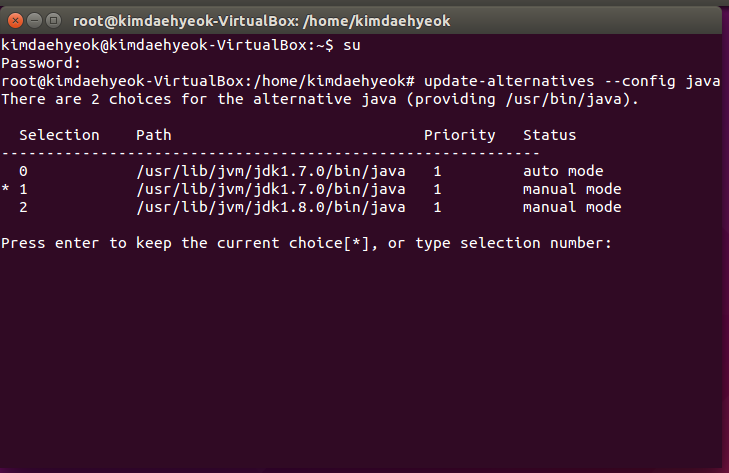 root@kimdaehyeok-VirtualBox: /home/kimdaehyeok
kimdaehyeok@kimdaehyeok-VirtualBox:~$ su
Password:
root@kimdaehyeok-VirtualBox:/home/kimdaehyeok# update-alternatives --config java
There are 2 choices for the alternative java (providing /usr/bin/java).
  Selection    Path                            Priority   Status
------------------------------------------------------------
  0            /usr/lib/jvm/jdk1.7.0/bin/java   1         auto mode
* 1            /usr/lib/jvm/jdk1.7.0/bin/java   1         manual mode
  2            /usr/lib/jvm/jdk1.8.0/bin/java   1         manual mode
Press enter to keep the current choice[*], or type selection number: